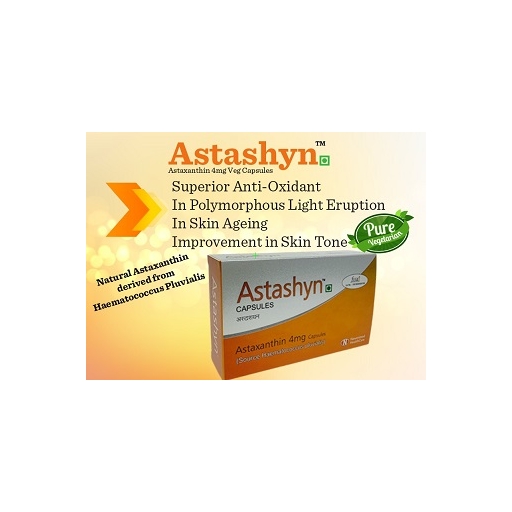 Astashyn™
Astaxanthin 4mg Veg Capsules
Superior Anti-Oxidant
In Polymorphous Light Eruption
In Skin Ageing
Improvement in Skin Tone
Pure
Vegetarian
Natural Astaxanthin
derived from
Haematococcus Pluvialis
Astashyn™
CAPSULES
Astaxanthin 4mg Capsules